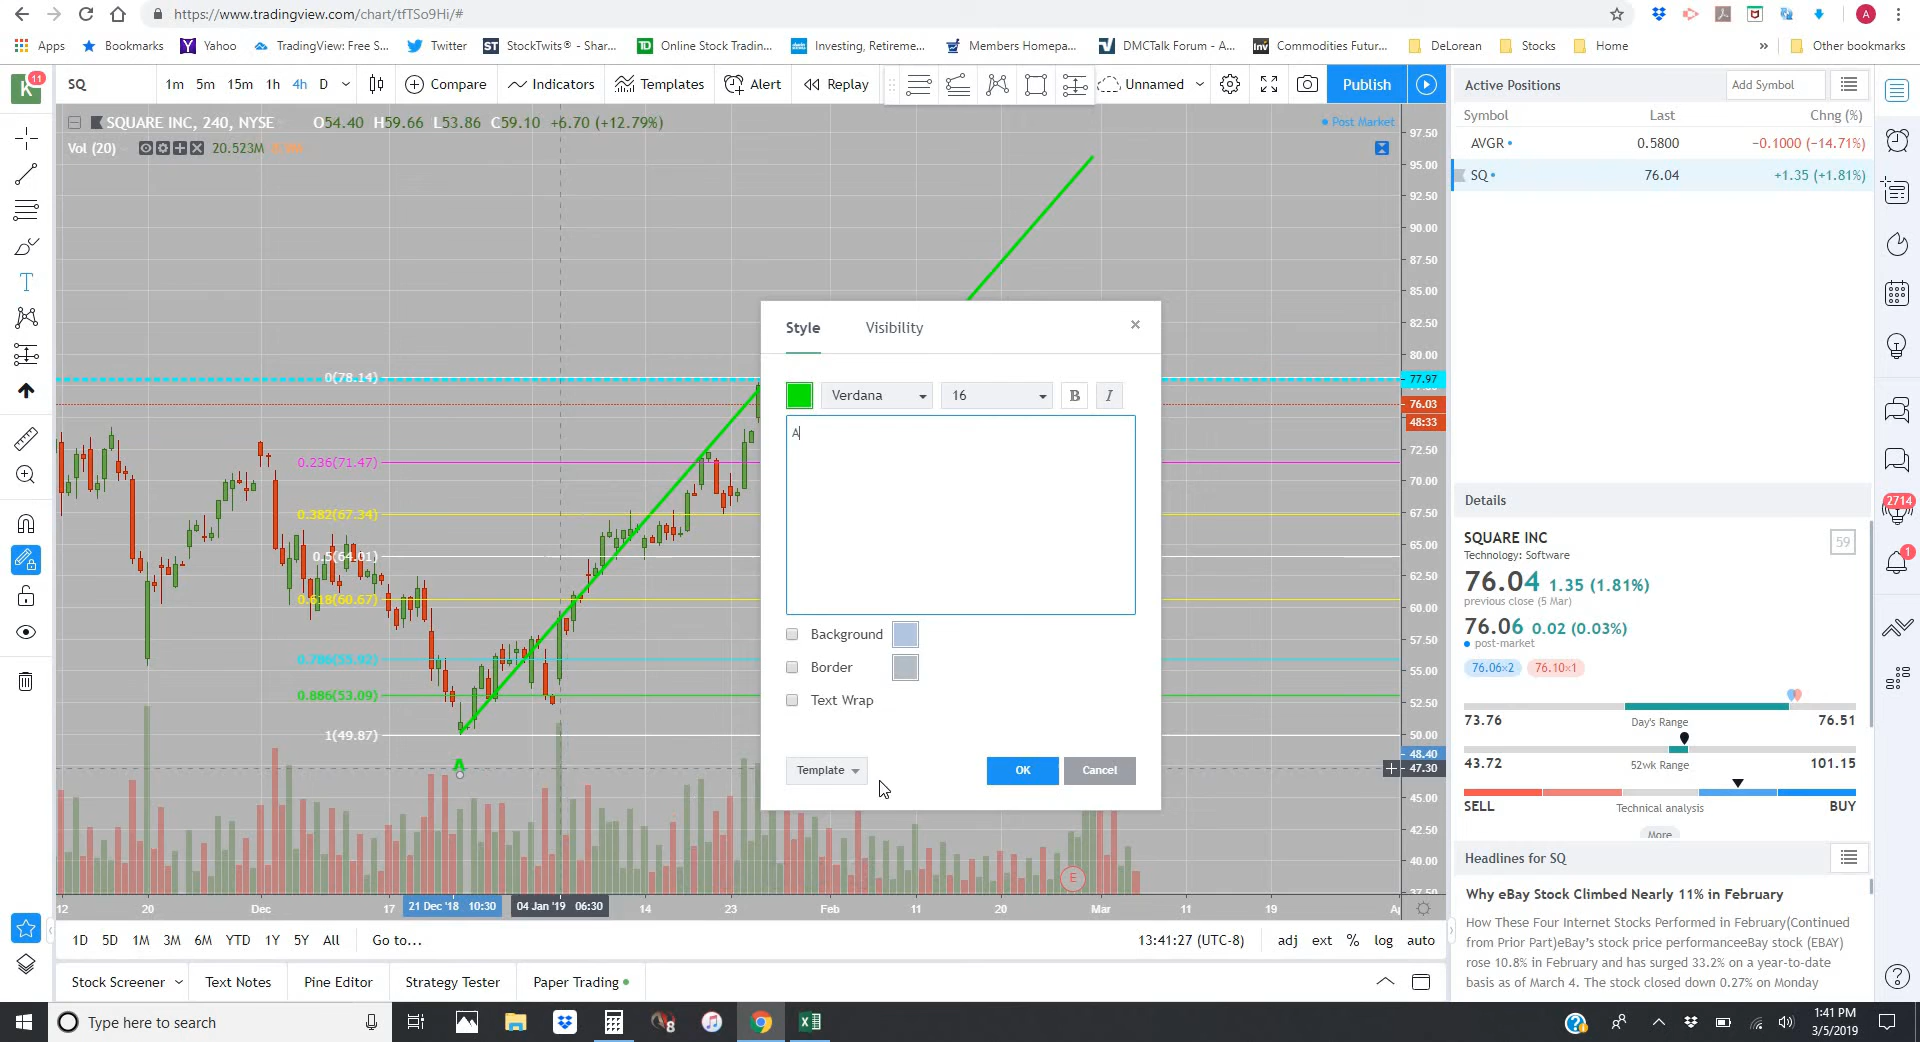 https://www.tradingview.com/chart/tfTSo9Hi/#
Apps Bookmarks Yahoo TradingView: Free S... Twitter StockTwits® - Shar... Online Stock Tradin... Investing, Retireme... Members Homepa... DMCTalk Forum - A... Commodities Futur... DeLorean Stocks Home » Other bookmarks
K 11 SQ 1m 5m 15m 1h 4h D Compare Indicators Templates Alert Replay Unnamed Publish
Active Positions Add Symbol
Symbol Last Chng (%)
AVGR 0.5800 −0.1000 (−14.71%)
SQ 76.04 +1.35 (+1.81%)
SQUARE INC, 240, NYSE O54.40 H59.66 L53.86 C59.10 +6.70 (+12.79%)
Post Market
Vol (20) 20.523M
97.50
95.00
92.50
90.00
87.50
85.00
82.50
80.00
77.97
76.03
48:33
72.50
70.00
67.50
65.00
62.50
60.00
57.50
55.00
52.50
50.00
48.40
47.30
45.00
42.50
40.00
37.50
0(78.14)
0.236(71.47)
0.382(67.34)
0.5(64.01)
0.618(60.67)
0.786(55.92)
0.886(53.09)
1(49.87)
A
E
Style Visibility ×
Verdana 16 B I
A
Background
Border
Text Wrap
Template OK Cancel
12 20 Dec 17 21 Dec '18 10:30 04 Jan '19 06:30 14 23 Feb 11 20 Mar 11 19
1D 5D 1M 3M 6M YTD 1Y 5Y All Go to... 13:41:27 (UTC-8) adj ext % log auto
Stock Screener Text Notes Pine Editor Strategy Tester Paper Trading
Details
SQUARE INC 59
Technology: Software
76.04 1.35 (1.81%)
previous close (5 Mar)
76.06 0.02 (0.03%)
post-market
76.06×2 76.10×1
73.76 Day's Range 76.51
43.72 52wk Range 101.15
SELL Technical analysis BUY
More
Headlines for SQ
Why eBay Stock Climbed Nearly 11% in February
How These Four Internet Stocks Performed in February(Continued
from Prior Part)eBay's stock price performanceeBay stock (EBAY)
rose 10.8% in February and has surged 33.2% on a year-to-date
basis as of March 4. The stock closed down 0.27% on Monday
2714
1
A
Type here to search
1:41 PM
3/5/2019